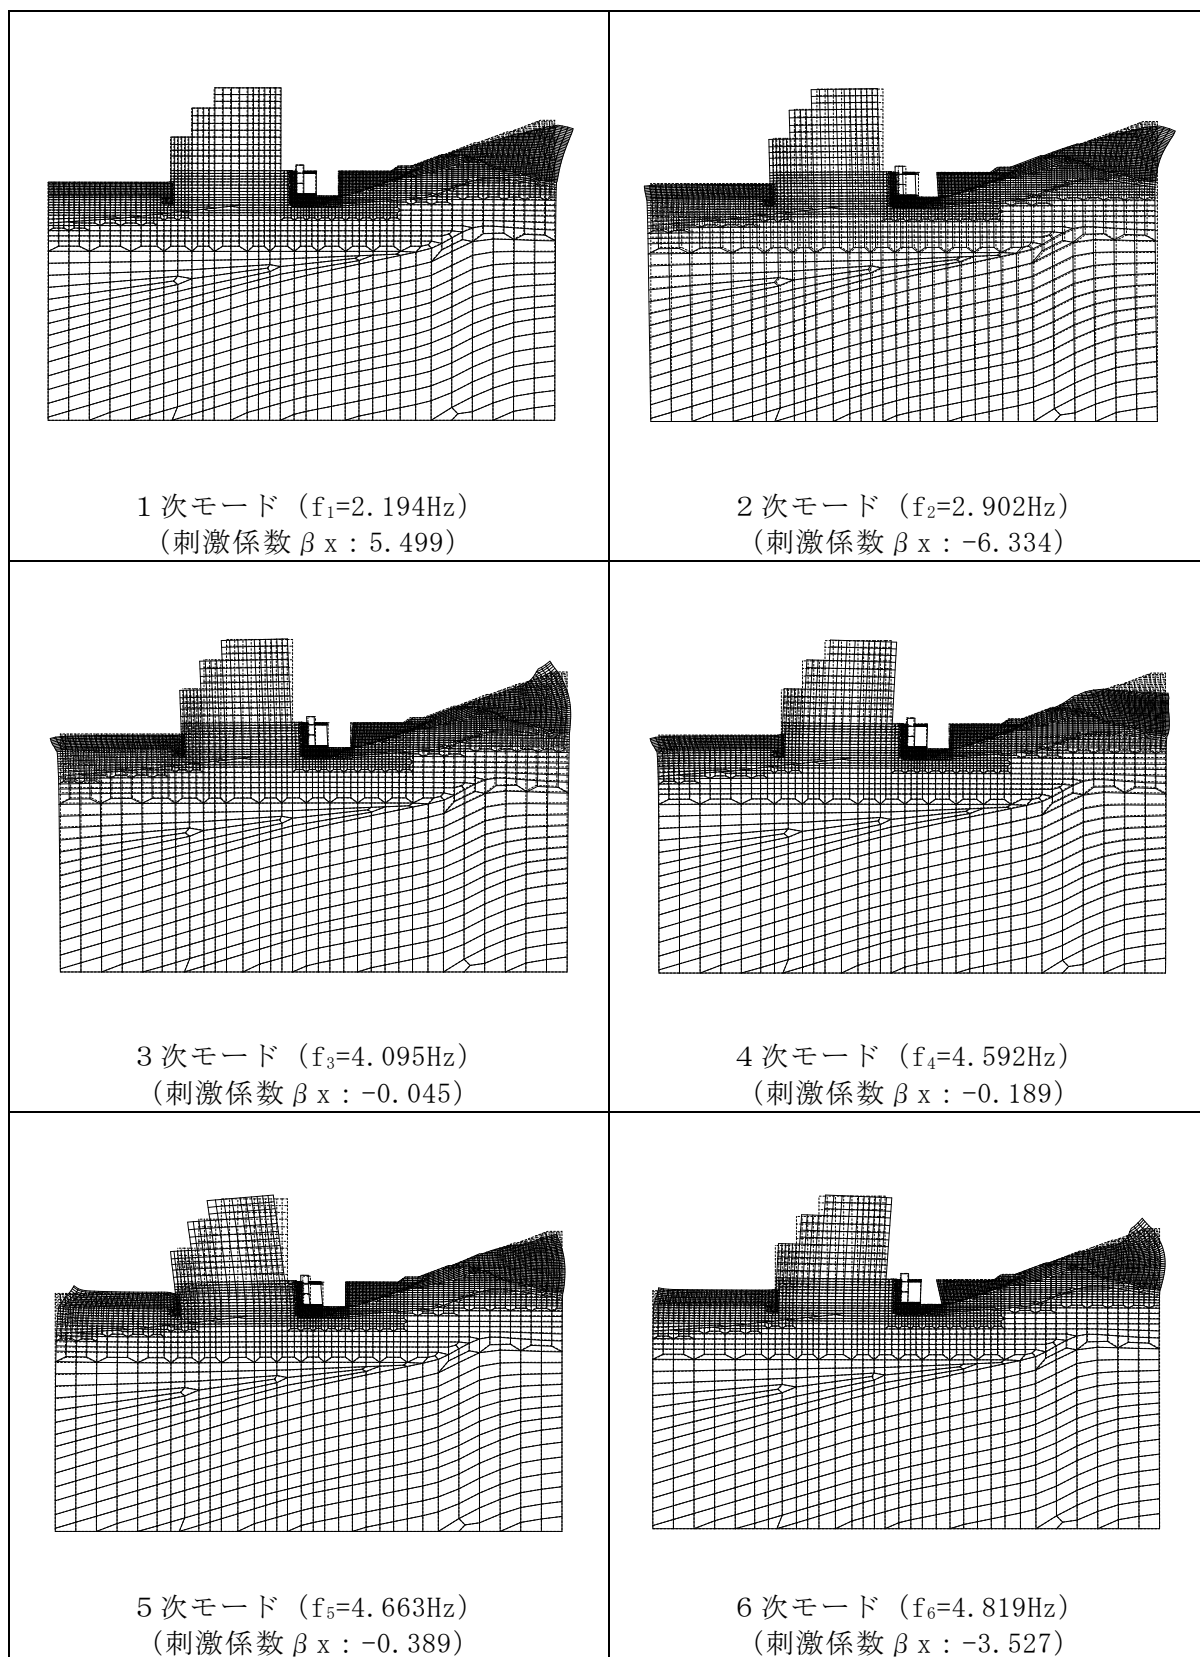 1次モード（f₁=2.194Hz）
（刺激係数βx：5.499）
2次モード（f₂=2.902Hz）
（刺激係数βx：-6.334）
3次モード（f₃=4.095Hz）
（刺激係数βx：-0.045）
4次モード（f₄=4.592Hz）
（刺激係数βx：-0.189）
5次モード（f₅=4.663Hz）
（刺激係数βx：-0.389）
6次モード（f₆=4.819Hz）
（刺激係数βx：-3.527）